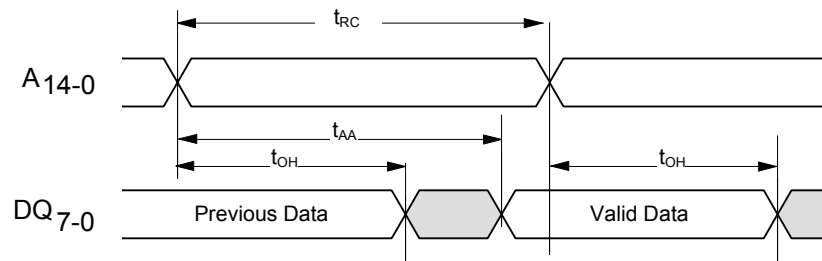 tRC
A14-0
tAA
tOH tOH
DQ7-0 Previous Data Valid Data